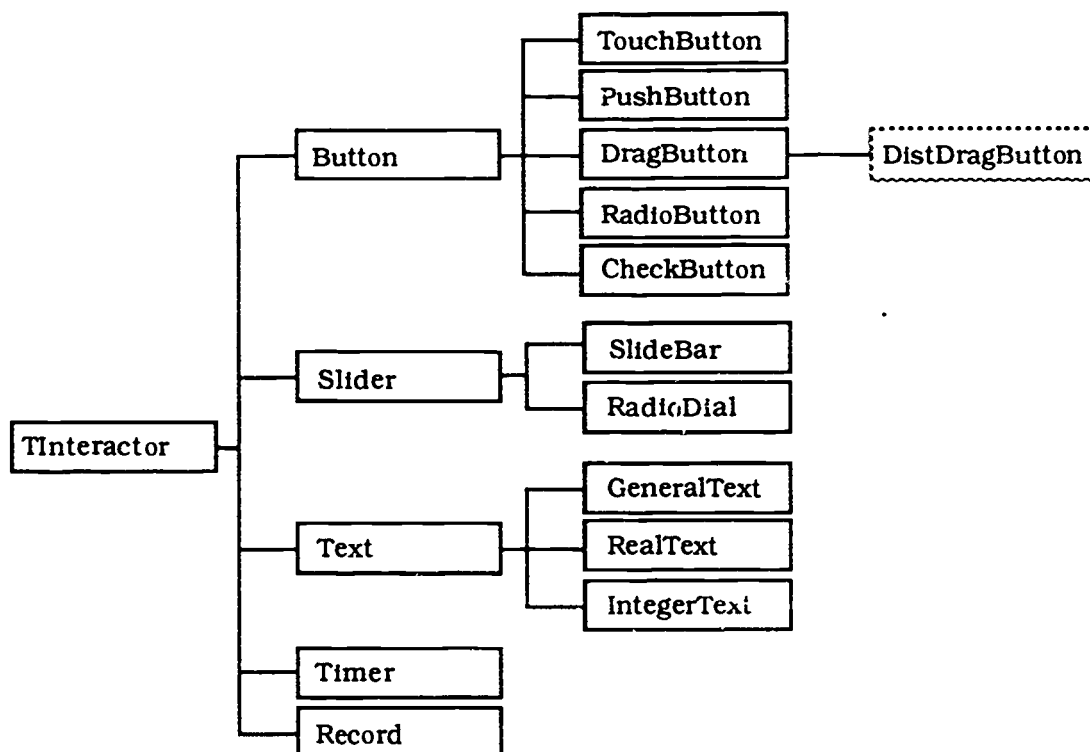 TouchButton
PushButton
Button
DragButton
DistDragButton
RadioButton
CheckButton
SlideBar
Slider
RadioDial
TInteractor
GeneralText
Text
RealText
IntegerText
Timer
Record